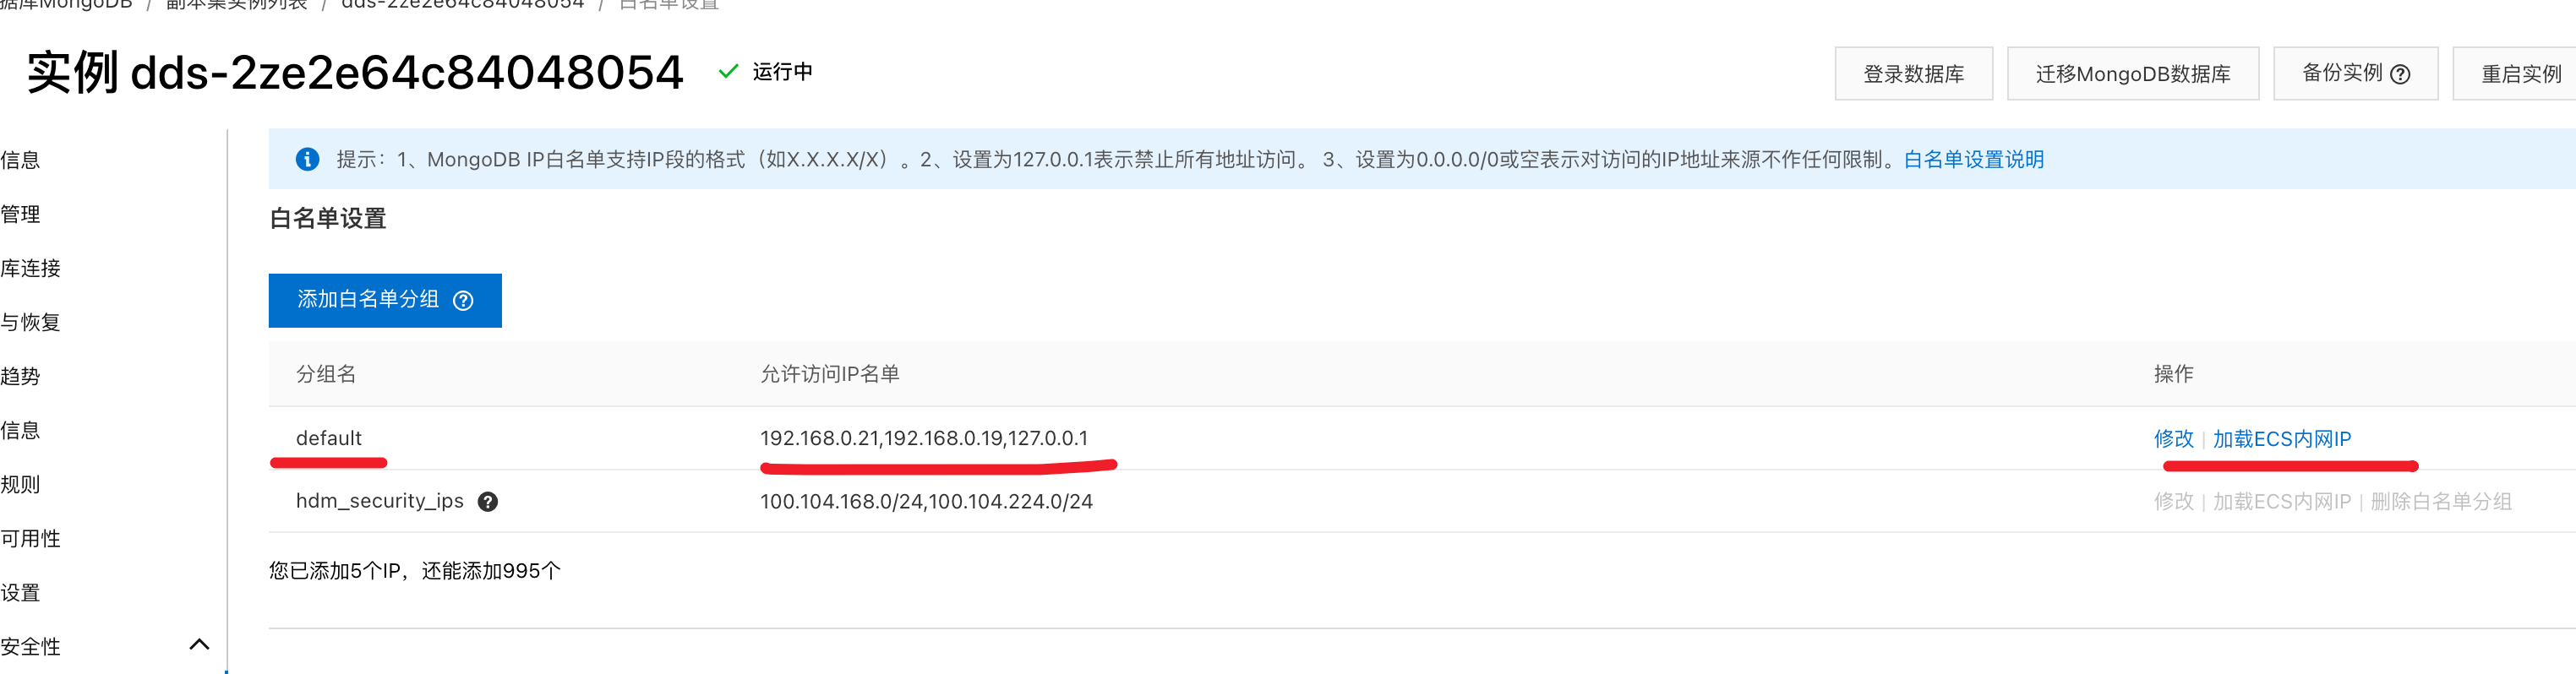 据库MongoDB / 副本集实例列表 / dds-2ze2e64c84048054 / 白名单设置
实例 dds-2ze2e64c84048054 运行中
登录数据库 迁移MongoDB数据库 备份实例 重启实例
信息
管理
库连接
与恢复
趋势
信息
规则
可用性
设置
安全性
提示：1、MongoDB IP白名单支持IP段的格式（如X.X.X.X/X）。2、设置为127.0.0.1表示禁止所有地址访问。 3、设置为0.0.0.0/0或空表示对访问的IP地址来源不作任何限制。白名单设置说明
白名单设置
添加白名单分组
分组名 允许访问IP名单 操作
default 192.168.0.21,192.168.0.19,127.0.0.1 修改 | 加载ECS内网IP
hdm_security_ips 100.104.168.0/24,100.104.224.0/24 修改 | 加载ECS内网IP | 删除白名单分组
您已添加5个IP，还能添加995个